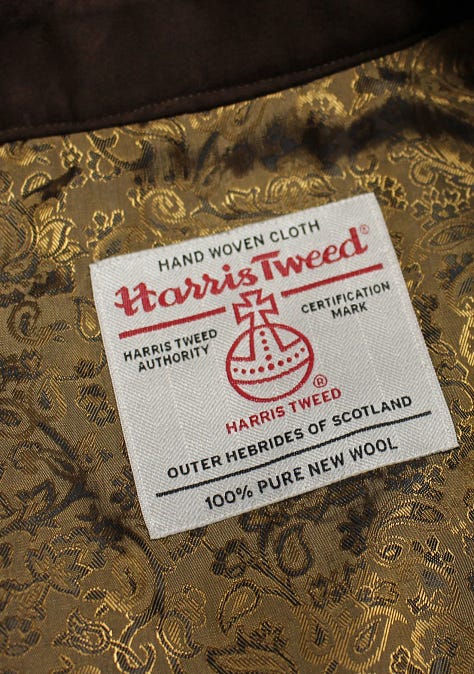 HAND WOVEN CLOTH
Harris Tweed®
HARRIS TWEED
AUTHORITY
CERTIFICATION
MARK
®
HARRIS TWEED
OUTER HEBRIDES OF SCOTLAND
100% PURE NEW WOOL